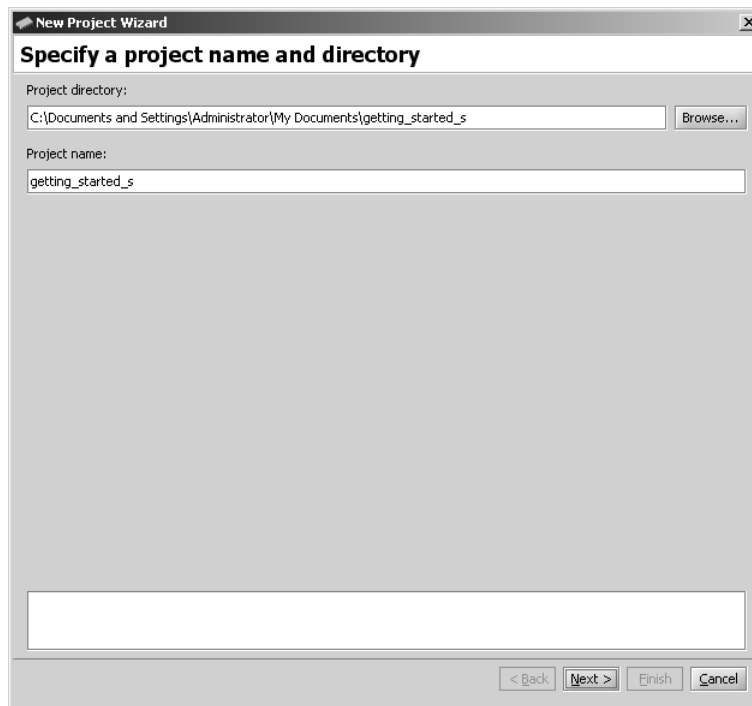 New Project Wizard
Specify a project name and directory
Project directory:
C:\Documents and Settings\Administrator\My Documents\getting_started_s
Browse...
Project name:
getting_started_s
< Back Next > Finish Cancel